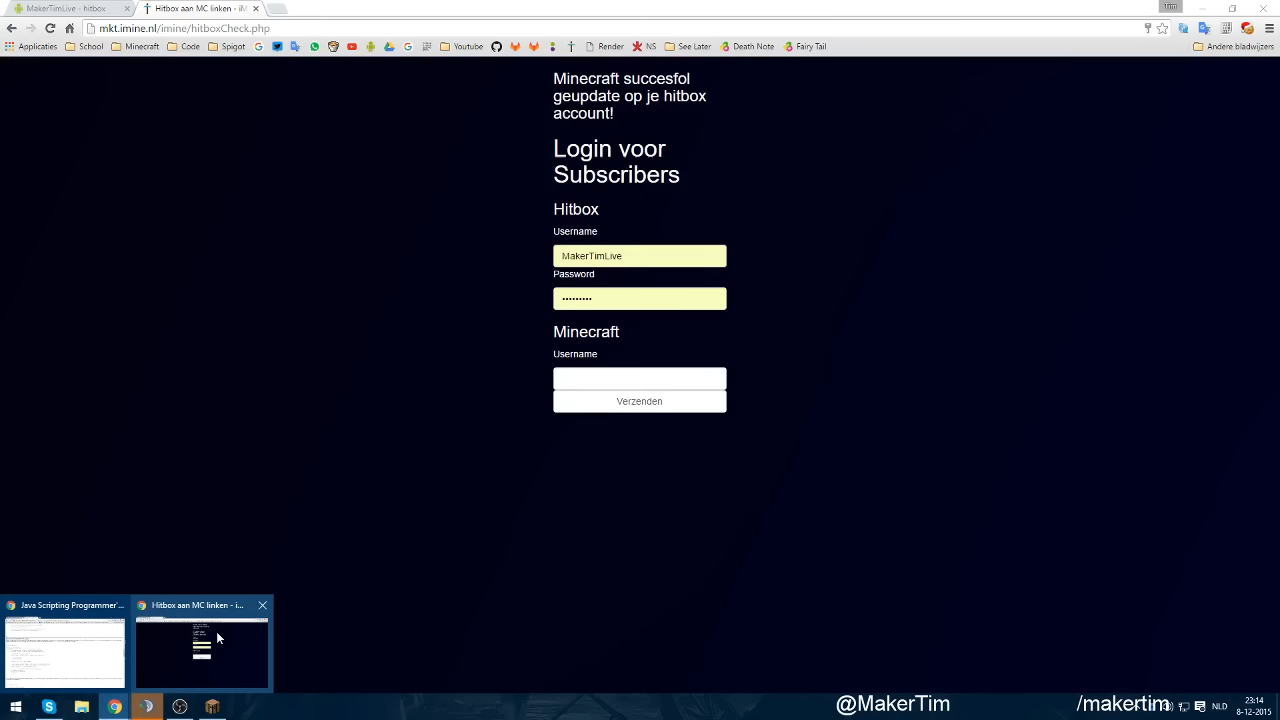 MakerTimLive - hitbox
Hitbox aan MC linken - iM
Tim
mkt.imine.nl/imine/hitboxCheck.php
Applicaties School Minecraft Code Spigot Youtube Render NS See Later Death Note Fairy Tail Andere bladwijzers
Minecraft succesfol
geupdate op je hitbox
account!
Login voor
Subscribers
Hitbox
Username
MakerTimLive
Password
•••••••••
Minecraft
Username
Verzenden
Java Scripting Programmer'... Hitbox aan MC linken - i...
@MakerTim /makertim
NLD
23:14
8-12-2015